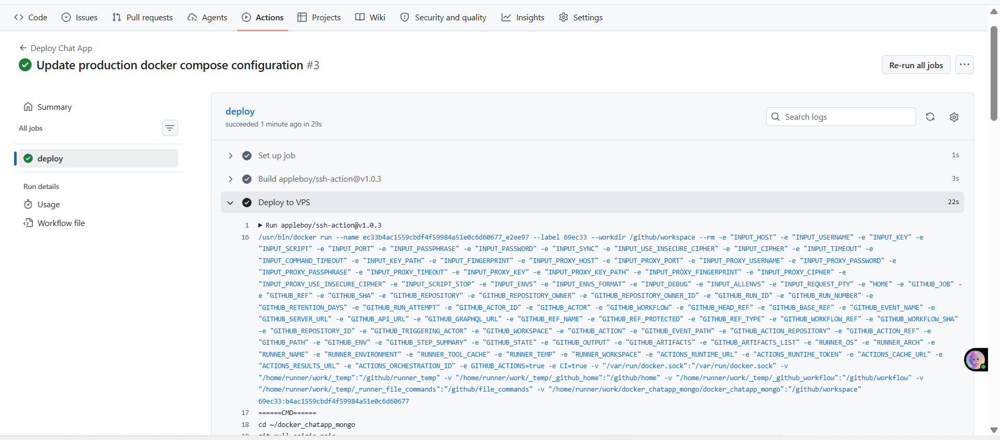 Code Issues Pull requests Agents Actions Projects Wiki Security and quality Insights Settings
Deploy Chat App
Update production docker compose configuration #3
Re-run all jobs
Summary
All jobs
deploy
Run details
Usage
Workflow file
deploy
succeeded 1 minute ago in 29s
Search logs
Set up job 1s
Build appleboy/ssh-action@v1.0.3 3s
Deploy to VPS 22s
1 Run appleboy/ssh-action@v1.0.3
16 /usr/bin/docker run --name ec33b4ac1559cbdf4f59984a51e0c6d60677_e2ee97 --label 69ec33 --workdir /github/workspace --rm -e "INPUT_HOST" -e "INPUT_USERNAME" -e "INPUT_KEY" -e
"INPUT_SCRIPT" -e "INPUT_PORT" -e "INPUT_PASSPHRASE" -e "INPUT_PASSWORD" -e "INPUT_SYNC" -e "INPUT_USE_INSECURE_CIPHER" -e "INPUT_CIPHER" -e "INPUT_TIMEOUT" -e
"INPUT_COMMAND_TIMEOUT" -e "INPUT_KEY_PATH" -e "INPUT_FINGERPRINT" -e "INPUT_PROXY_HOST" -e "INPUT_PROXY_PORT" -e "INPUT_PROXY_USERNAME" -e "INPUT_PROXY_PASSWORD" -e
"INPUT_PROXY_PASSPHRASE" -e "INPUT_PROXY_TIMEOUT" -e "INPUT_PROXY_KEY" -e "INPUT_PROXY_KEY_PATH" -e "INPUT_PROXY_FINGERPRINT" -e "INPUT_PROXY_CIPHER" -e
"INPUT_PROXY_USE_INSECURE_CIPHER" -e "INPUT_SCRIPT_STOP" -e "INPUT_ENVS" -e "INPUT_ENVS_FORMAT" -e "INPUT_DEBUG" -e "INPUT_ALLENVS" -e "INPUT_REQUEST_PTY" -e "HOME" -e "GITHUB_JOB" -
e "GITHUB_REF" -e "GITHUB_SHA" -e "GITHUB_REPOSITORY" -e "GITHUB_REPOSITORY_OWNER" -e "GITHUB_REPOSITORY_OWNER_ID" -e "GITHUB_RUN_ID" -e "GITHUB_RUN_NUMBER" -e
"GITHUB_RETENTION_DAYS" -e "GITHUB_RUN_ATTEMPT" -e "GITHUB_ACTOR_ID" -e "GITHUB_ACTOR" -e "GITHUB_WORKFLOW" -e "GITHUB_HEAD_REF" -e "GITHUB_BASE_REF" -e "GITHUB_EVENT_NAME" -e
"GITHUB_SERVER_URL" -e "GITHUB_API_URL" -e "GITHUB_GRAPHQL_URL" -e "GITHUB_REF_NAME" -e "GITHUB_REF_PROTECTED" -e "GITHUB_REF_TYPE" -e "GITHUB_WORKFLOW_REF" -e "GITHUB_WORKFLOW_SHA"
-e "GITHUB_REPOSITORY_ID" -e "GITHUB_TRIGGERING_ACTOR" -e "GITHUB_WORKSPACE" -e "GITHUB_ACTION" -e "GITHUB_EVENT_PATH" -e "GITHUB_ACTION_REPOSITORY" -e "GITHUB_ACTION_REF" -e
"GITHUB_PATH" -e "GITHUB_ENV" -e "GITHUB_STEP_SUMMARY" -e "GITHUB_STATE" -e "GITHUB_OUTPUT" -e "GITHUB_ARTIFACTS" -e "GITHUB_ARTIFACTS_LIST" -e "RUNNER_OS" -e "RUNNER_ARCH" -e
"RUNNER_NAME" -e "RUNNER_ENVIRONMENT" -e "RUNNER_TOOL_CACHE" -e "RUNNER_TEMP" -e "RUNNER_WORKSPACE" -e "ACTIONS_RUNTIME_URL" -e "ACTIONS_RUNTIME_TOKEN" -e "ACTIONS_CACHE_URL" -e
"ACTIONS_RESULTS_URL" -e "ACTIONS_ORCHESTRATION_ID" -e GITHUB_ACTIONS=true -e CI=true -v "/var/run/docker.sock":"/var/run/docker.sock" -v
"/home/runner/work/_temp":"/github/runner_temp" -v "/home/runner/work/_temp/_github_home":"/github/home" -v "/home/runner/work/_temp/_github_workflow":"/github/workflow" -v
"/home/runner/work/_temp/_runner_file_commands":"/github/file_commands" -v "/home/runner/work/docker_chatapp_mongo/docker_chatapp_mongo":"/github/workspace"
69ec33:b4ac1559cbdf4f59984a51e0c6d60677
17 ======CMD======
18 cd ~/docker_chatapp_mongo